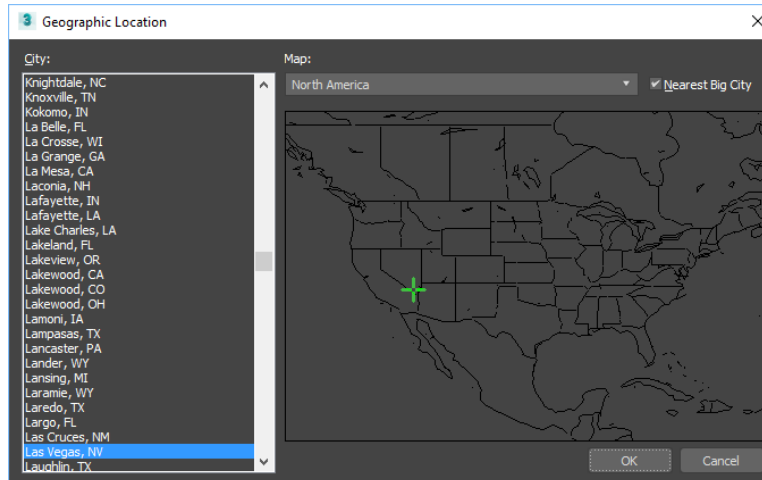 3 Geographic Location
City:
Map:
North America
Nearest Big City
Knightdale, NC
Knoxville, TN
Kokomo, IN
La Belle, FL
La Crosse, WI
La Grange, GA
La Mesa, CA
Laconia, NH
Lafayette, IN
Lafayette, LA
Lake Charles, LA
Lakeland, FL
Lakeview, OR
Lakewood, CA
Lakewood, CO
Lakewood, OH
Lamoni, IA
Lampasas, TX
Lancaster, PA
Lander, WY
Lansing, MI
Laramie, WY
Laredo, TX
Largo, FL
Las Cruces, NM
Las Vegas, NV
Laughlin, TX
OK
Cancel